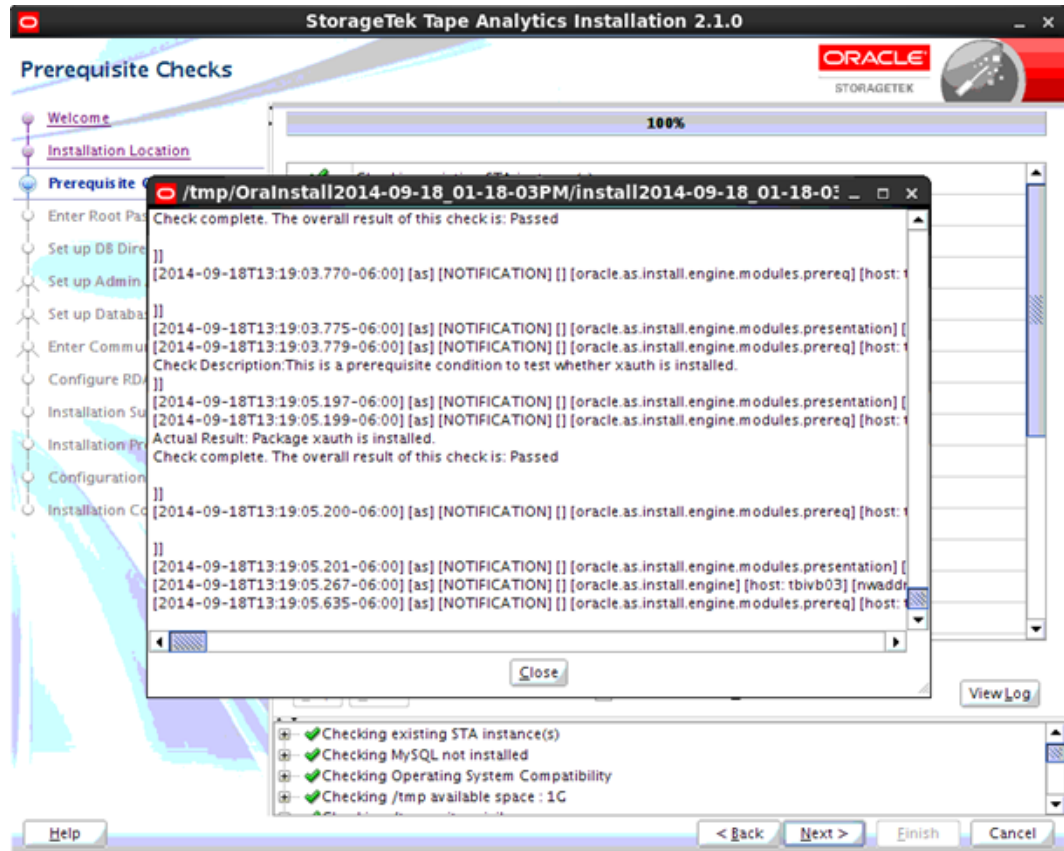 StorageTek Tape Analytics Installation 2.1.0
Prerequisite Checks
ORACLE
STORAGETEK
Welcome
Installation Location
Prerequisite
Enter Root Pas
Set up DB Dire
Set up Admin
Set up Databa
Enter Commu
Configure RDA
Installation Su
Installation Pr
Configuration
Installation Co
100%
/tmp/OraInstall2014-09-18_01-18-03PM/install2014-09-18_01-18-03
Check complete. The overall result of this check is: Passed
]]
[2014-09-18T13:19:03.770-06:00] [as] [NOTIFICATION] [] [oracle.as.install.engine.modules.prereq] [host:
]]
[2014-09-18T13:19:03.775-06:00] [as] [NOTIFICATION] [] [oracle.as.install.engine.modules.presentation] [
[2014-09-18T13:19:03.779-06:00] [as] [NOTIFICATION] [] [oracle.as.install.engine.modules.prereq] [host:
Check Description:This is a prerequisite condition to test whether xauth is installed.
]]
[2014-09-18T13:19:05.197-06:00] [as] [NOTIFICATION] [] [oracle.as.install.engine.modules.presentation] [
[2014-09-18T13:19:05.199-06:00] [as] [NOTIFICATION] [] [oracle.as.install.engine.modules.prereq] [host:
Actual Result: Package xauth is installed.
Check complete. The overall result of this check is: Passed
]]
[2014-09-18T13:19:05.200-06:00] [as] [NOTIFICATION] [] [oracle.as.install.engine.modules.prereq] [host:
]]
[2014-09-18T13:19:05.201-06:00] [as] [NOTIFICATION] [] [oracle.as.install.engine.modules.presentation] [
[2014-09-18T13:19:05.267-06:00] [as] [NOTIFICATION] [] [oracle.as.install.engine] [host: tbivb03] [nwaddr
[2014-09-18T13:19:05.635-06:00] [as] [NOTIFICATION] [] [oracle.as.install.engine.modules.prereq] [host:
Close
View Log
Checking existing STA instance(s)
Checking MySQL not installed
Checking Operating System Compatibility
Checking /tmp available space : 1G
Help
< Back
Next >
Finish
Cancel